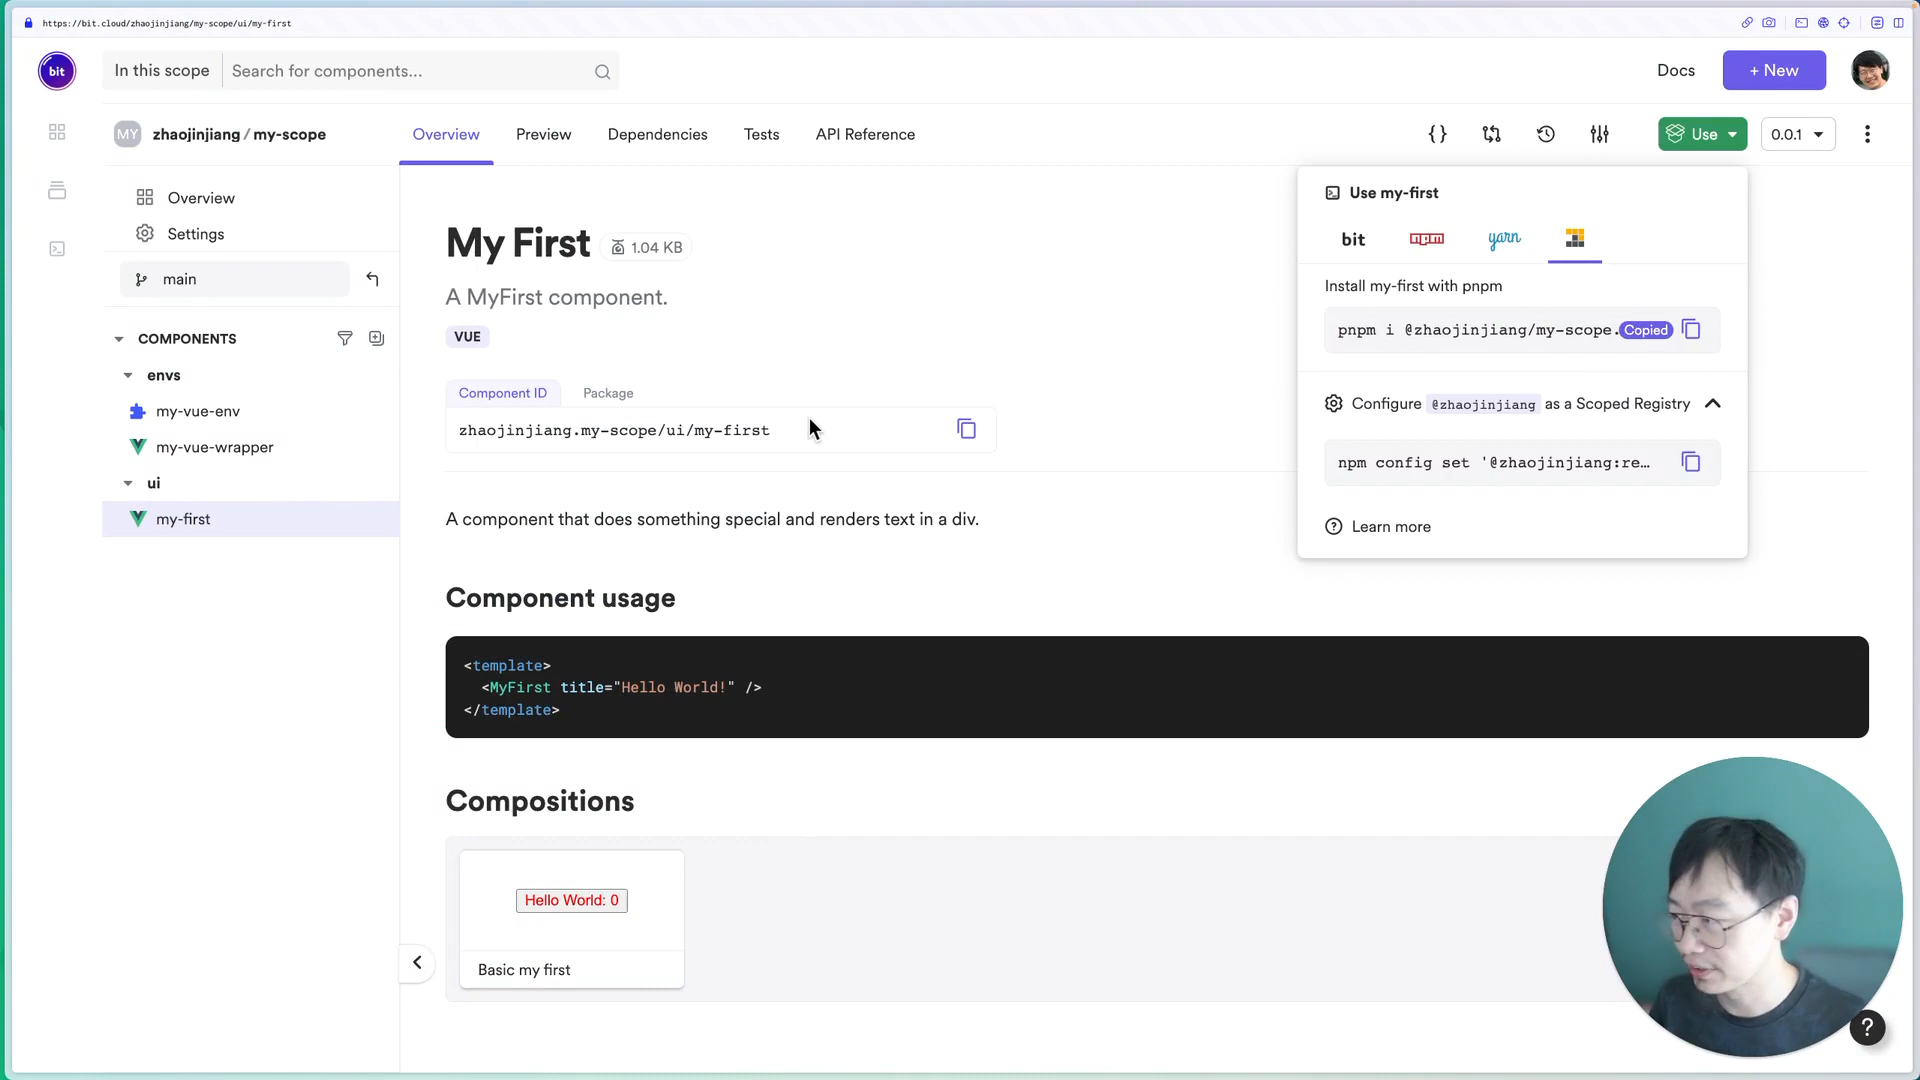 https://bit.cloud/zhaojinjiang/my-scope/ui/my-first
bit
In this scope
Search for components...
Docs
+ New
MY
zhaojinjiang / my-scope
Overview
Preview
Dependencies
Tests
API Reference
{ }
Use
0.0.1
Overview
Settings
main
COMPONENTS
envs
my-vue-env
my-vue-wrapper
ui
my-first
My First
1.04 KB
A MyFirst component.
VUE
Component ID
Package
zhaojinjiang.my-scope/ui/my-first
A component that does something special and renders text in a div.
Component usage
<template>
<MyFirst title="Hello World!" />
</template>
Compositions
Hello World: 0
Basic my first
Use my-first
bit
npm
yarn
Install my-first with pnpm
pnpm i @zhaojinjiang/my-scope.
Copied
Configure @zhaojinjiang as a Scoped Registry
npm config set '@zhaojinjiang:re…
Learn more
?